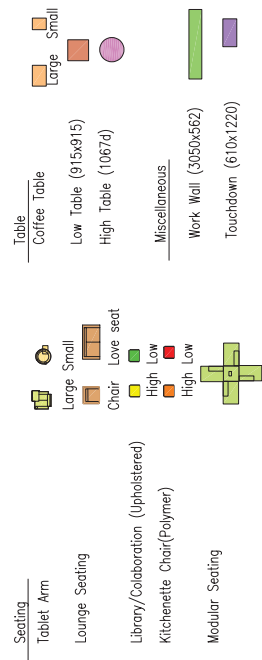 Seating
Tablet Arm
Large Small
Lounge Seating
Chair Love seat
Library/Colaboration (Upholstered)
High Low
Kitchenette Chair(Polymer)
High Low
Modular Seating
Table
Coffee Table
Large Small
Low Table (915x915)
High Table (1067d)
Miscellaneous
Work Wall (3050x562)
Touchdown (610x1220)